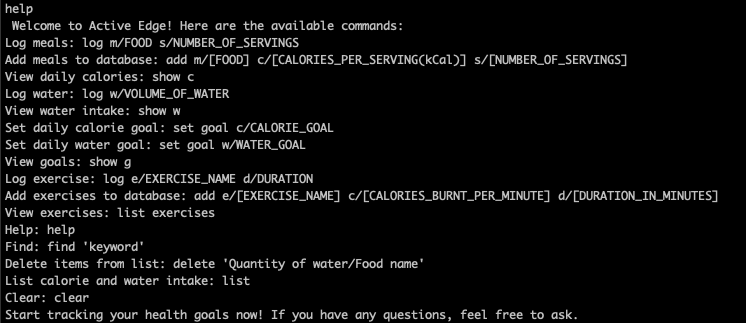 help
Welcome to Active Edge! Here are the available commands:
Log meals: log m/FOOD s/NUMBER_OF_SERVINGS
Add meals to database: add m/[FOOD] c/[CALORIES_PER_SERVING(kCal)] s/[NUMBER_OF_SERVINGS]
View daily calories: show c
Log water: log w/VOLUME_OF_WATER
View water intake: show w
Set daily calorie goal: set goal c/CALORIE_GOAL
Set daily water goal: set goal w/WATER_GOAL
View goals: show g
Log exercise: log e/EXERCISE_NAME d/DURATION
Add exercises to database: add e/[EXERCISE_NAME] c/[CALORIES_BURNT_PER_MINUTE] d/[DURATION_IN_MINUTES]
View exercises: list exercises
Help: help
Find: find 'keyword'
Delete items from list: delete 'Quantity of water/Food name'
List calorie and water intake: list
Clear: clear
Start tracking your health goals now! If you have any questions, feel free to ask.